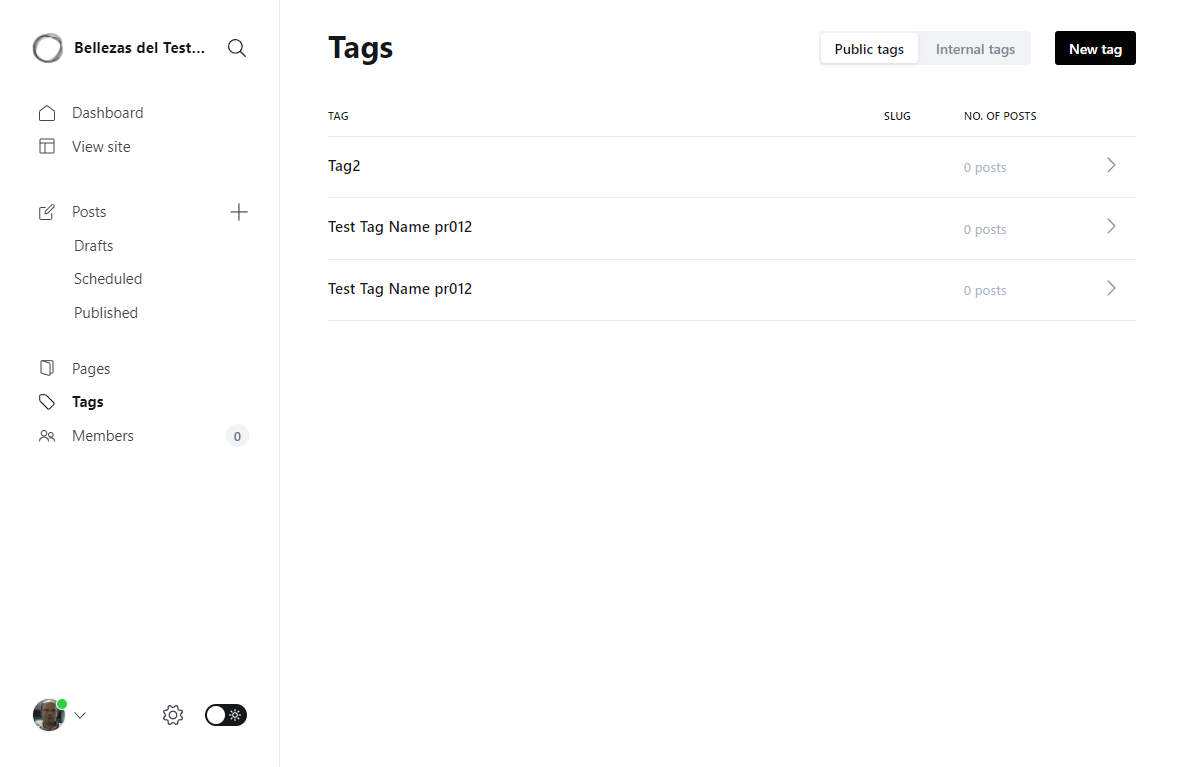 Bellezas del Test...
Dashboard
View site
Posts
Drafts
Scheduled
Published
Pages
Tags
Members
0
Tags
Public tags
Internal tags
New tag
TAG
SLUG
NO. OF POSTS
Tag2
0 posts
Test Tag Name pr012
0 posts
Test Tag Name pr012
0 posts